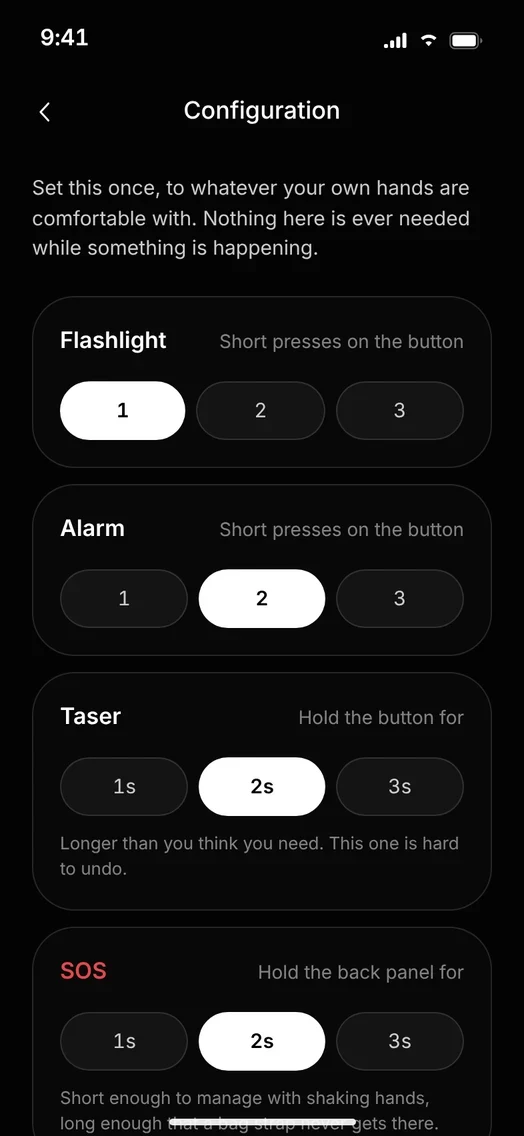 9:41
Configuration
Set this once, to whatever your own hands are
comfortable with. Nothing here is ever needed
while something is happening.
Flashlight Short presses on the button
1 2 3
Alarm Short presses on the button
1 2 3
Taser Hold the button for
1s 2s 3s
Longer than you think you need. This one is hard
to undo.
SOS Hold the back panel for
1s 2s 3s
Short enough to manage with shaking hands,
long enough that a bag strap never gets there.